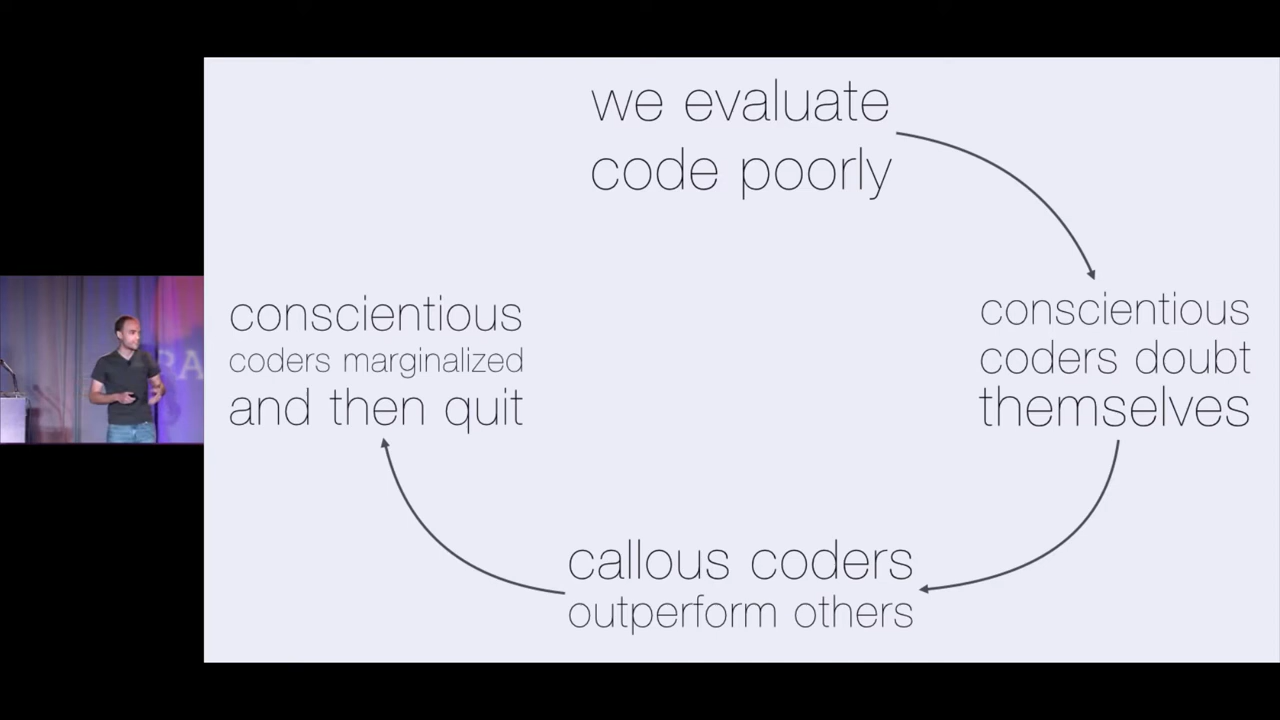 we evaluate
code poorly
conscientious
coders doubt
themselves
callous coders
outperform others
conscientious
coders marginalized
and then quit